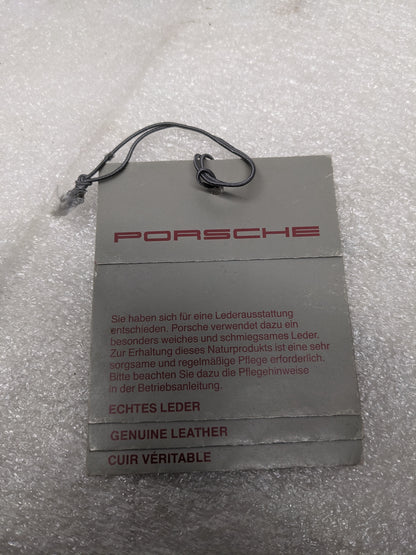 PORSCHE
Sie haben sich für eine Lederausstattung
entschieden. Porsche verwendet dazu ein
besonders weiches und schmiegsames Leder.
Zur Erhaltung dieses Naturprodukts ist eine sehr
sorgsame und regelmäßige Pflege erforderlich.
Bitte beachten Sie dazu die Pflegehinweise
in der Betriebsanleitung.
ECHTES LEDER
GENUINE LEATHER
CUIR VÉRITABLE